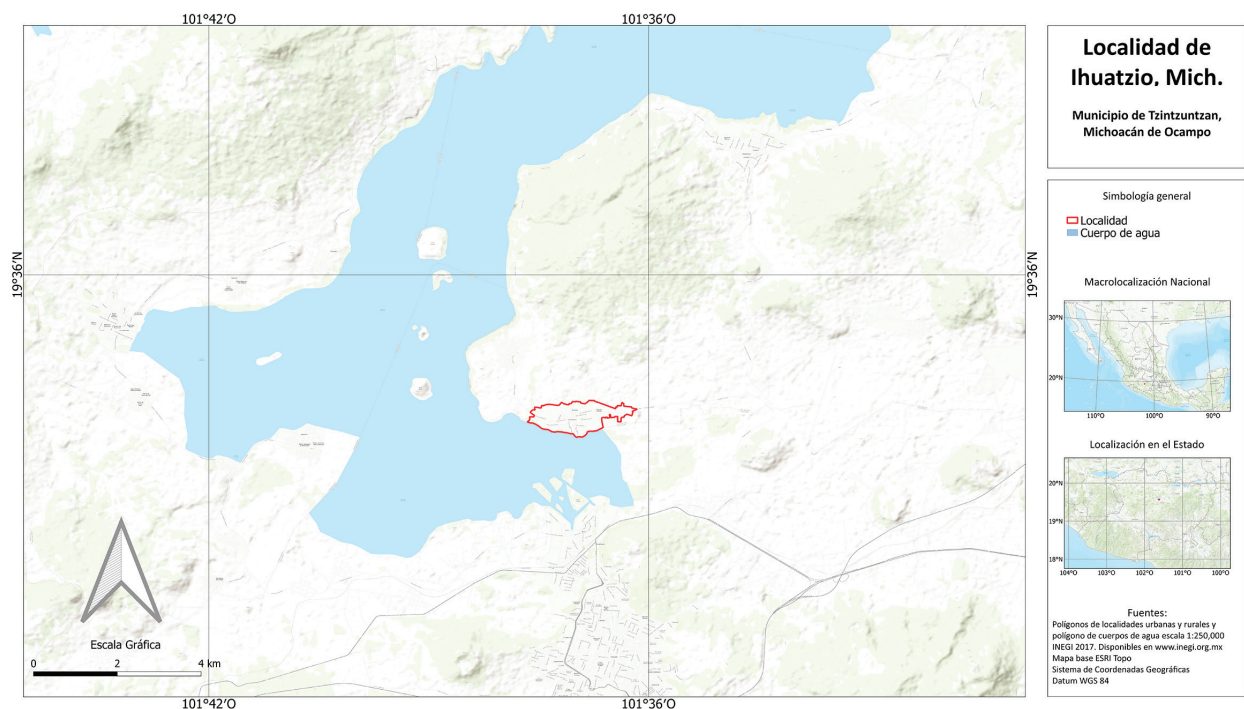 101°42'O
101°36'O
19°36'N
19°36'N
Escala Gráfica
0
2
4 km
101°42'O
101°36'O
Localidad de
Ihuatzio, Mich.
Municipio de Tzintzuntzan,
Michoacán de Ocampo
Simbología general
Localidad
Cuerpo de agua
Macrolocalización Nacional
30°N
20°N
110°O
100°O
90°O
Localización en el Estado
20°N
19°N
18°N
104°O
103°O
102°O
101°O
100°O
Fuentes:
Polígonos de localidades urbanas y rurales y
polígono de cuerpos de agua escala 1:250,000
INEGI 2017. Disponibles en www.inegi.org.mx
Mapa base ESRI Topo
Sistema de Coordenadas Geográficas
Datum WGS 84